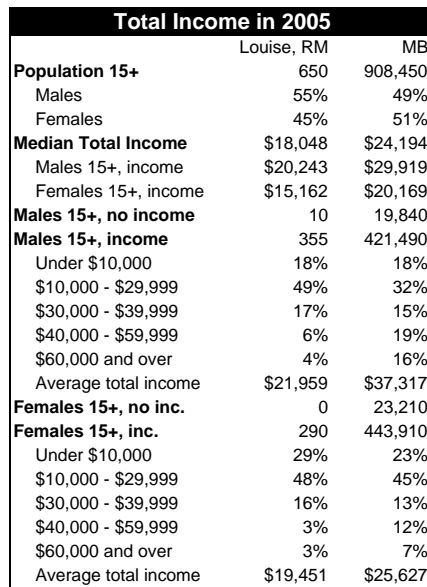 Total Income in 2005
Louise, RM MB
Population 15+ 650 908,450
Males 55% 49%
Females 45% 51%
Median Total Income $18,048 $24,194
Males 15+, income $20,243 $29,919
Females 15+, income $15,162 $20,169
Males 15+, no income 10 19,840
Males 15+, income 355 421,490
Under $10,000 18% 18%
$10,000 - $29,999 49% 32%
$30,000 - $39,999 17% 15%
$40,000 - $59,999 6% 19%
$60,000 and over 4% 16%
Average total income $21,959 $37,317
Females 15+, no inc. 0 23,210
Females 15+, inc. 290 443,910
Under $10,000 29% 23%
$10,000 - $29,999 48% 45%
$30,000 - $39,999 16% 13%
$40,000 - $59,999 3% 12%
$60,000 and over 3% 7%
Average total income $19,451 $25,627